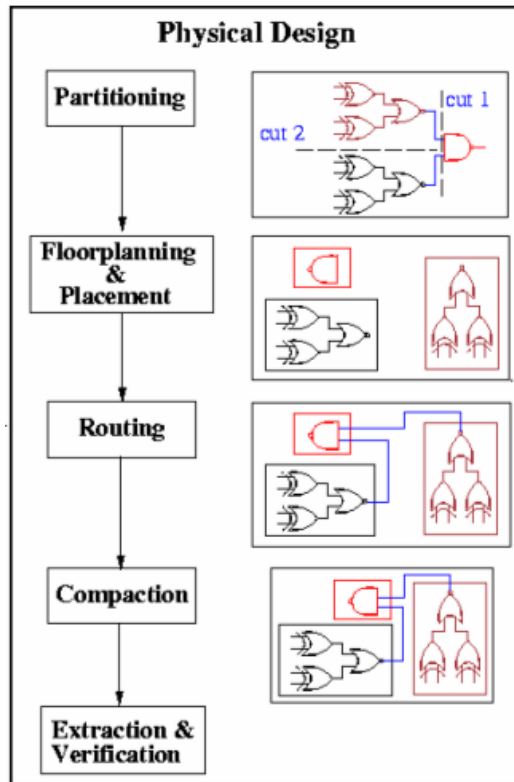 Physical Design
Partitioning
cut 1
cut 2
Floorplanning
&
Placement
Routing
Compaction
Extraction &
Verification